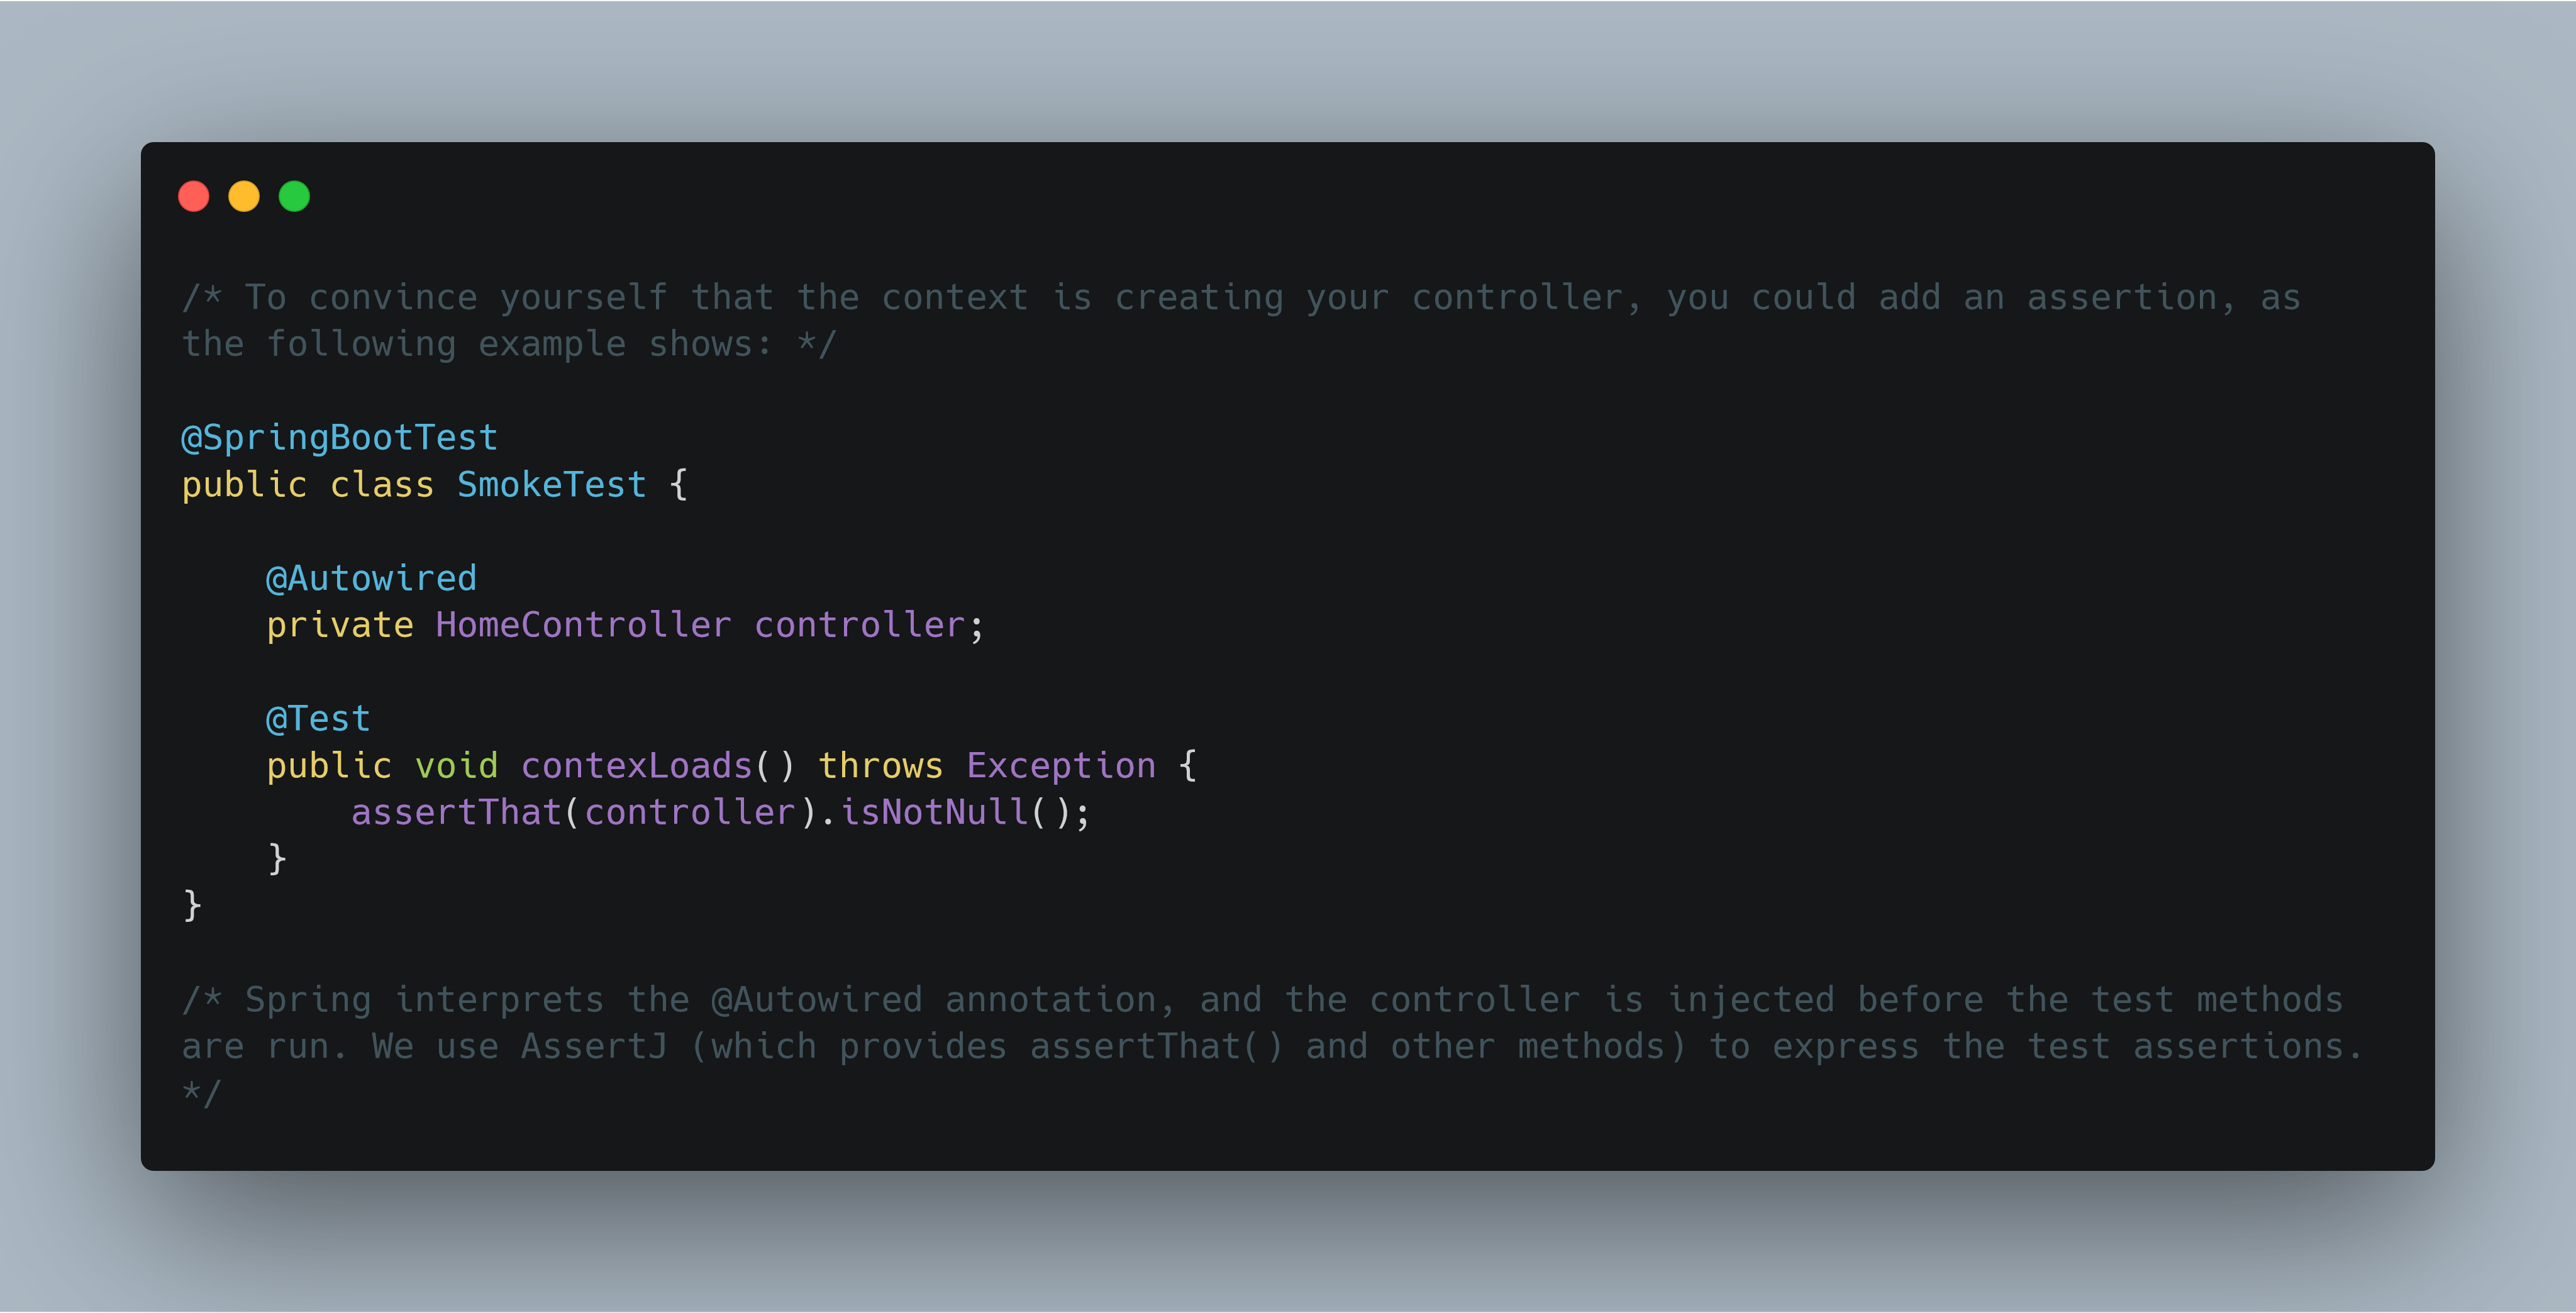 /* To convince yourself that the context is creating your controller, you could add an assertion, as
the following example shows: */
@SpringBootTest
public class SmokeTest {
@Autowired
private HomeController controller;
@Test
public void contexLoads() throws Exception {
assertThat(controller).isNotNull();
}
}
/* Spring interprets the @Autowired annotation, and the controller is injected before the test methods
are run. We use AssertJ (which provides assertThat() and other methods) to express the test assertions.
*/